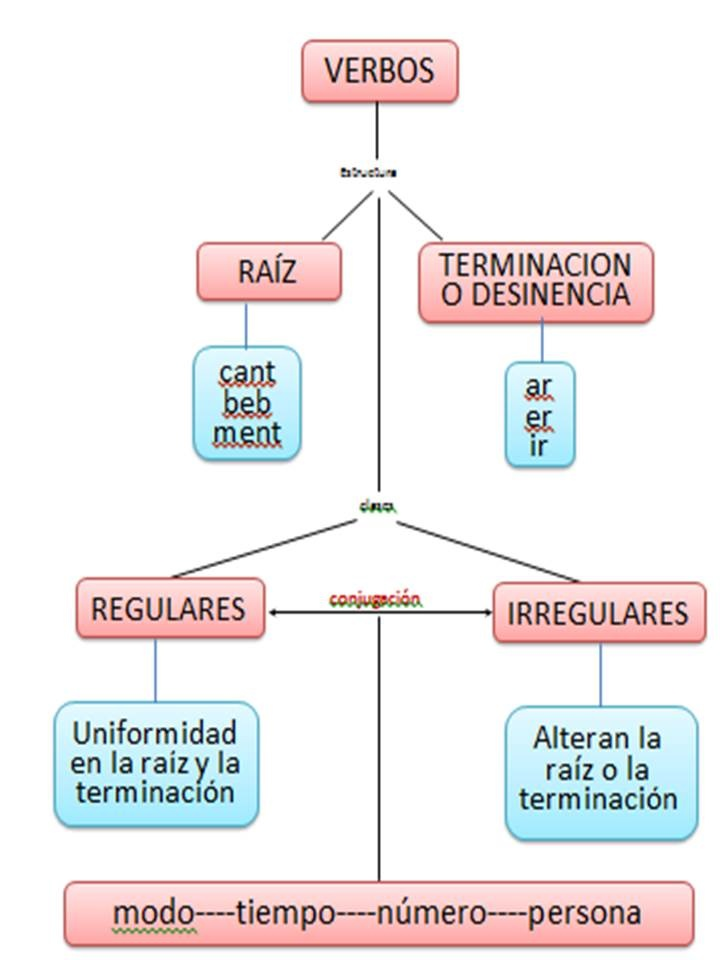 VERBOS
Estructura
RAÍZ
TERMINACION
O DESINENCIA
cant
beb
ment
ar
er
ir
clases
conjugación
REGULARES
IRREGULARES
Uniformidad
en la raíz y la
terminación
Alteran la
raíz o la
terminación
modo----tiempo----número----persona